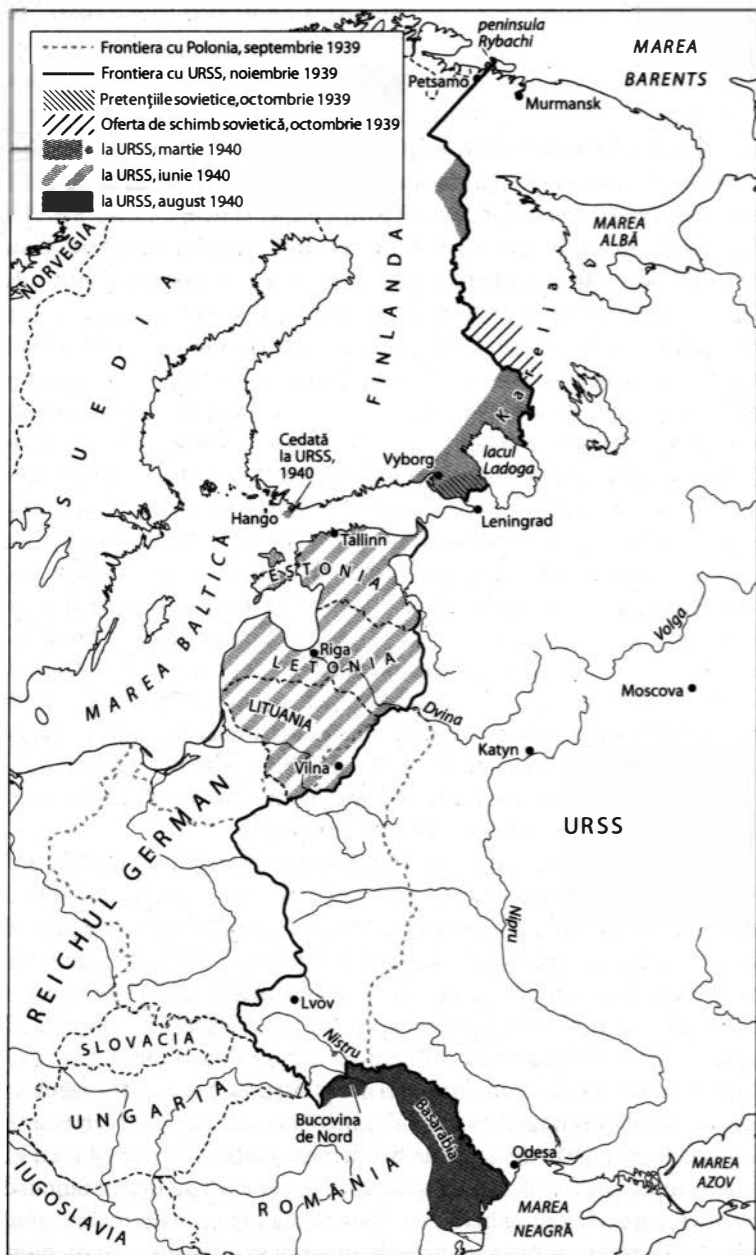 Frontiera cu Polonia, septembrie 1939
Frontiera cu URSS, noiembrie 1939
Pretențiile sovietice, octombrie 1939
Oferta de schimb sovietică, octombrie 1939
la URSS, martie 1940
la URSS, iunie 1940
la URSS, august 1940
peninsula
Rybachi
MAREA
BARENTS
Petsamo
Murmansk
MAREA
ALBĂ
NORVEGIA
SUEDIA
FINLANDA
Karelia
Cedată
la URSS,
1940
Vyborg
lacul
Ladoga
Hango
Leningrad
Tallinn
ESTONIA
MAREA BALTICĂ
Riga
LETONIA
Volga
Moscova
LITUANIA
Dvina
Katyn
Vilna
URSS
REICHUL GERMAN
Nipru
Lvov
SLOVACIA
Nistru
UNGARIA
Bucovina
de Nord
Basarabia
Odesa
MAREA
AZOV
IUGOSLAVIA
ROMÂNIA
MAREA
NEAGRĂ